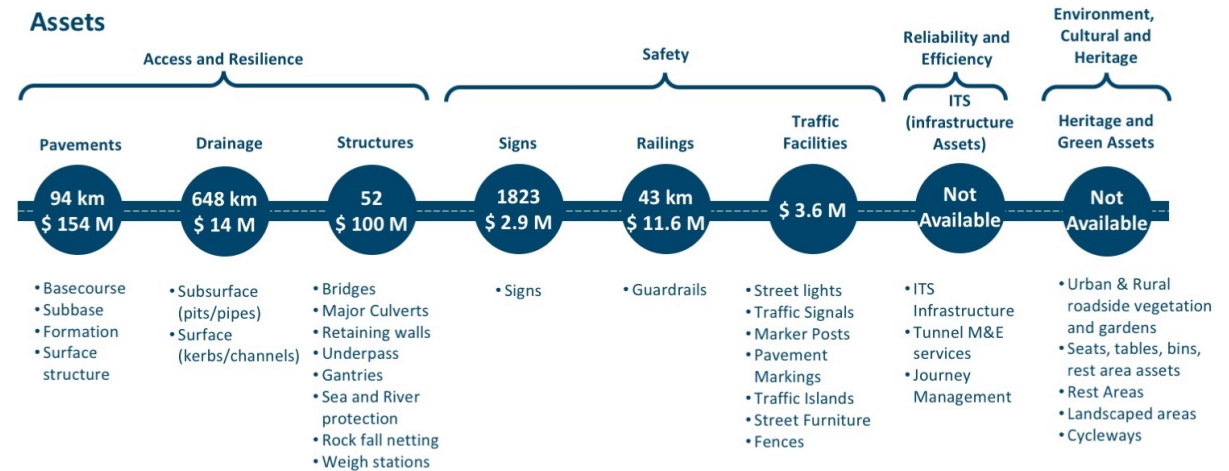 Assets
Access and Resilience
Safety
Reliability and
Efficiency
Environment,
Cultural and
Heritage
Pavements
Drainage
Structures
Signs
Railings
Traffic
Facilities
ITS
(infrastructure
Assets)
Heritage and
Green Assets
94 km
$ 154 M
648 km
$ 14 M
52
$ 100 M
1823
$ 2.9 M
43 km
$ 11.6 M
$ 3.6 M
Not
Available
Not
Available
• Basecourse
• Subbase
• Formation
• Surface
structure
• Subsurface
(pits/pipes)
• Surface
(kerbs/channels)
• Bridges
• Major Culverts
• Retaining walls
• Underpass
• Gantries
• Sea and River
protection
• Rock fall netting
• Weigh stations
• Signs
• Guardrails
• Street lights
• Traffic Signals
• Marker Posts
• Pavement
Markings
• Traffic Islands
• Street Furniture
• Fences
• ITS
Infrastructure
• Tunnel M&E
services
• Journey
Management
• Urban & Rural
roadside vegetation
and gardens
• Seats, tables, bins,
rest area assets
• Rest Areas
• Landscaped areas
• Cycleways